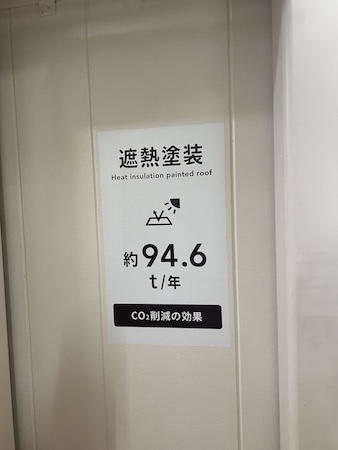 遮熱塗装
Heat insulation painted roof
約94.6
t/年
CO₂削減の効果